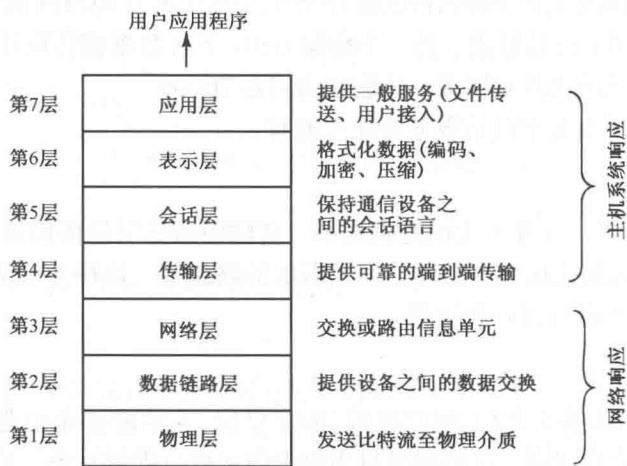 用户应用程序
第7层 应用层 提供一般服务(文件传
送、用户接入)
第6层 表示层 格式化数据(编码、
加密、压缩)
第5层 会话层 保持通信设备之
间的会话语言
第4层 传输层 提供可靠的端到端传输
主机系统响应
第3层 网络层 交换或路由信息单元
第2层 数据链路层 提供设备之间的数据交换
第1层 物理层 发送比特流至物理介质
网络响应